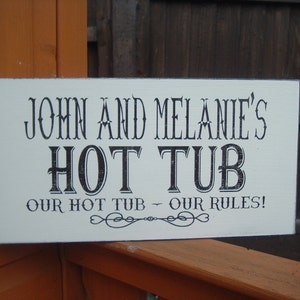 JOHN AND MELANIE'S
HOT TUB
OUR HOT TUB ~ OUR RULES!